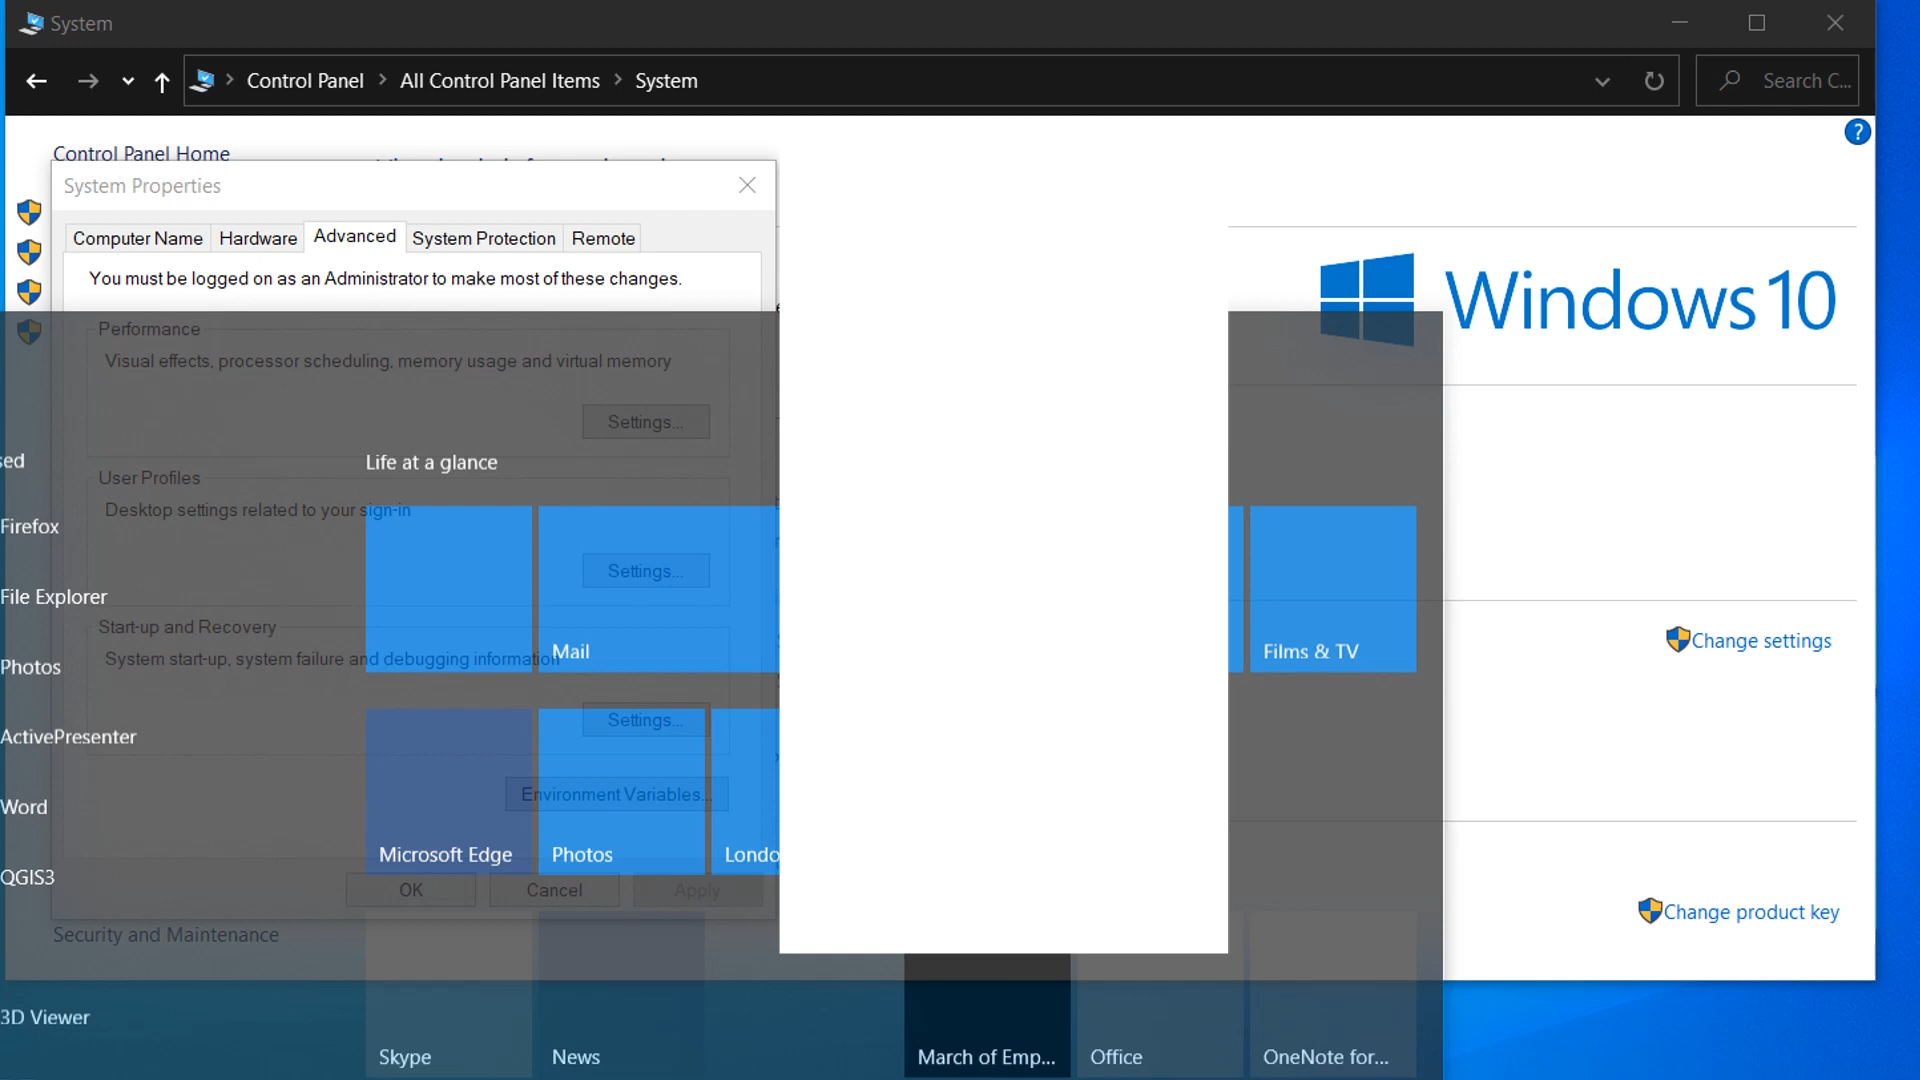 System
Control Panel
All Control Panel Items
System
Search C...
?
Control Panel Home
System Properties
Computer Name
Hardware
Advanced
System Protection
Remote
You must be logged on as an Administrator to make most of these changes.
Windows 10
Performance
Visual effects, processor scheduling, memory usage and virtual memory
Settings...
Life at a glance
User Profiles
Desktop settings related to your sign-in
Firefox
Settings...
File Explorer
Start-up and Recovery
Change settings
System start-up, system failure and debugging information
Mail
Films & TV
Photos
Settings...
ActivePresenter
Environment Variables...
Word
Microsoft Edge
Photos
Londo
QGIS3
OK
Cancel
Apply
Change product key
Security and Maintenance
3D Viewer
Skype
News
March of Emp...
Office
OneNote for...